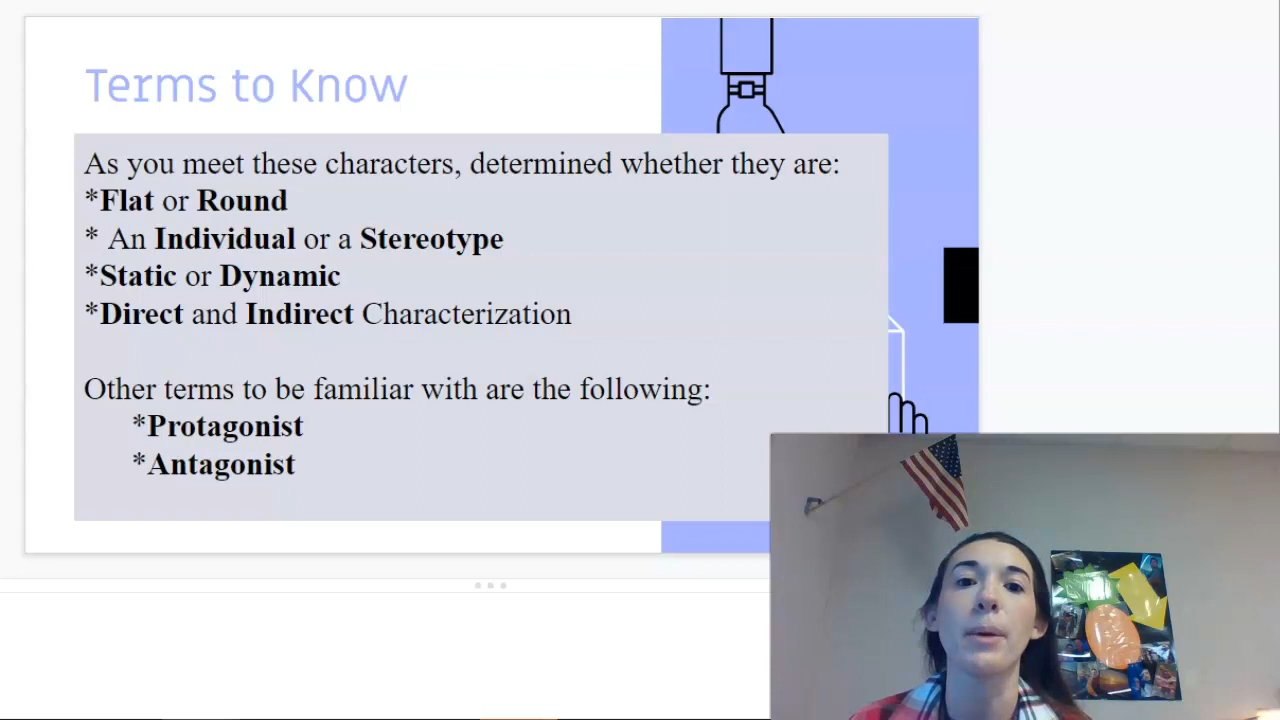 Terms to Know
As you meet these characters, determined whether they are:
*Flat or Round
* An Individual or a Stereotype
*Static or Dynamic
*Direct and Indirect Characterization
Other terms to be familiar with are the following:
*Protagonist
*Antagonist